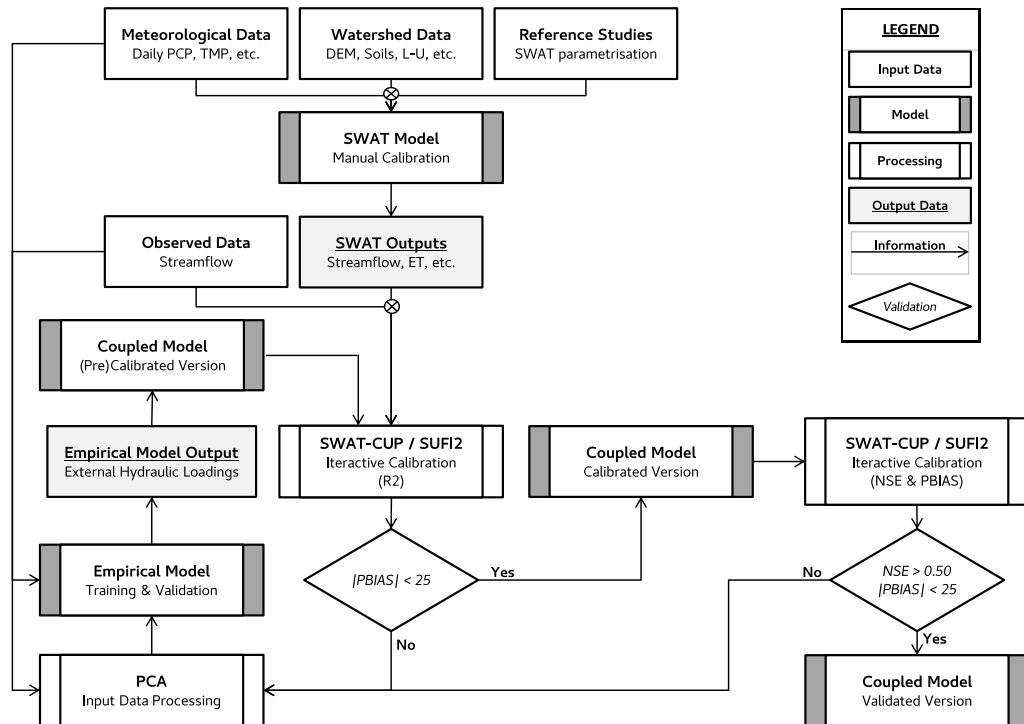 Meteorological Data
Daily PCP, TMP, etc.
Watershed Data
DEM, Soils, L-U, etc.
Reference Studies
SWAT parametrisation
LEGEND
Input Data
Model
Processing
Output Data
Information
Validation
SWAT Model
Manual Calibration
Observed Data
Streamflow
SWAT Outputs
Streamflow, ET, etc.
Coupled Model
(Pre)Calibrated Version
Empirical Model Output
External Hydraulic Loadings
SWAT-CUP / SUFI2
Iteractive Calibration
(R2)
Coupled Model
Calibrated Version
SWAT-CUP / SUFI2
Iteractive Calibration
(NSE & PBIAS)
Empirical Model
Training & Validation
|PBIAS| < 25
Yes
No
No
NSE > 0.50
|PBIAS| < 25
Yes
PCA
Input Data Processing
Coupled Model
Validated Version